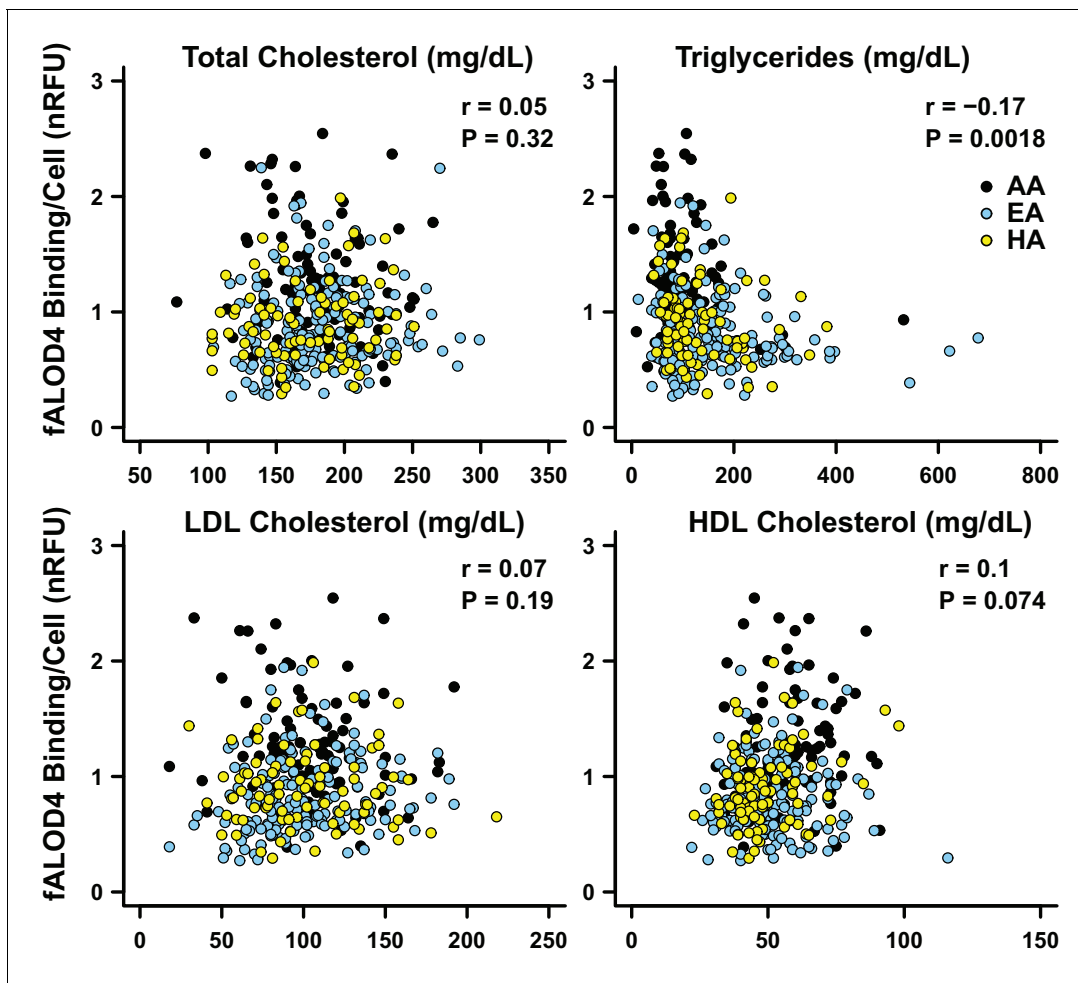 Total Cholesterol (mg/dL)
Triglycerides (mg/dL)
fALOD4 Binding/Cell (nRFU)
3
2
1
0
r = 0.05
P = 0.32
50
100
150
200
250
300
350
3
2
1
0
r = −0.17
P = 0.0018
AA
EA
HA
0
200
400
600
800
LDL Cholesterol (mg/dL)
HDL Cholesterol (mg/dL)
fALOD4 Binding/Cell (nRFU)
3
2
1
0
r = 0.07
P = 0.19
0
50
100
150
200
250
3
2
1
0
r = 0.1
P = 0.074
0
50
100
150